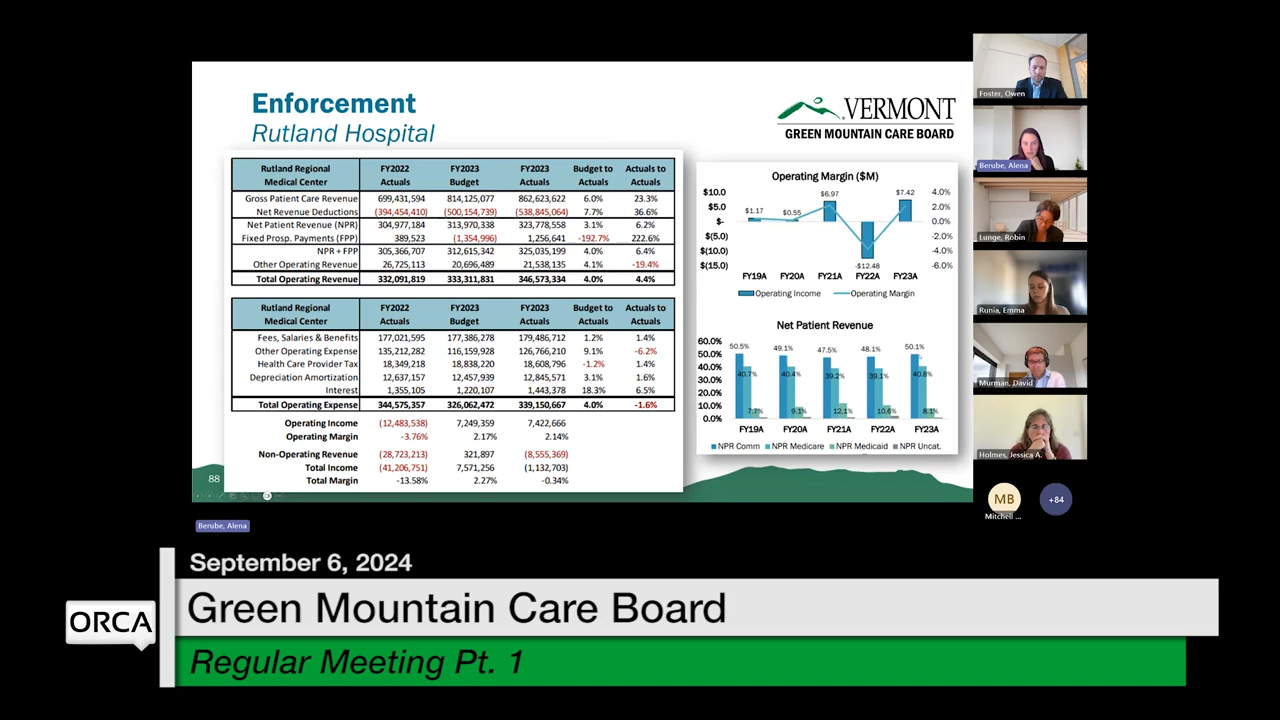 Enforcement
Rutland Hospital
VERMONT
GREEN MOUNTAIN CARE BOARD
Rutland Regional Medical Center FY2022 Actuals FY2023 Budget FY2023 Actuals Budget to Actuals Actuals to Actuals
Gross Patient Care Revenue 699,431,594 814,125,077 862,623,622 6.0% 23.3%
Net Revenue Deductions (394,454,410) (500,154,739) (538,845,064) 7.7% 36.6%
Net Patient Revenue (NPR) 304,977,184 313,970,338 323,778,558 3.1% 6.2%
Fixed Prosp. Payments (FPP) 389,523 (1,354,996) 1,256,641 -192.7% 222.6%
NPR + FPP 305,366,707 312,615,342 325,035,199 4.0% 6.4%
Other Operating Revenue 26,725,113 20,696,489 21,538,135 4.1% -19.4%
Total Operating Revenue 332,091,819 333,311,831 346,573,334 4.0% 4.4%
Rutland Regional Medical Center FY2022 Actuals FY2023 Budget FY2023 Actuals Budget to Actuals Actuals to Actuals
Fees, Salaries & Benefits 177,021,595 177,386,278 179,486,712 1.2% 1.4%
Other Operating Expense 135,212,282 116,159,928 126,766,210 9.1% -6.2%
Health Care Provider Tax 18,349,218 18,838,220 18,608,796 -1.2% 1.4%
Depreciation Amortization 12,637,157 12,457,939 12,845,571 3.1% 1.6%
Interest 1,355,105 1,220,107 1,443,378 18.3% 6.5%
Total Operating Expense 344,575,357 326,062,472 339,150,667 4.0% -1.6%
Operating Income (12,483,538) 7,249,359 7,422,666
Operating Margin -3.76% 2.17% 2.14%
Non-Operating Revenue (28,723,213) 321,897 (8,555,369)
Total Income (41,206,751) 7,571,256 (1,132,703)
Total Margin -13.58% 2.27% -0.34%
88
Operating Margin ($M)
$10.0 $7.42 4.0%
$6.97
$5.0 2.0%
$1.17 $0.55
$- 0.0%
$(5.0) -2.0%
$(10.0) -4.0%
$(15.0) -$12.48 -6.0%
FY19A FY20A FY21A FY22A FY23A
Operating Income Operating Margin
Net Patient Revenue
60.0%
50.0% 50.5% 49.1% 47.5% 48.1% 50.1%
40.0% 40.7% 40.4% 39.2% 39.1% 40.8%
30.0%
20.0%
10.0% 7.7% 9.1% 12.1% 10.6% 8.1%
0.0%
FY19A FY20A FY21A FY22A FY23A
NPR Comm NPR Medicare NPR Medicaid NPR Uncat.
Foster, Owen
Berube, Alena
Lunge, Robin
Runia, Emma
Murman, David
Holmes, Jessica A.
MB +84
Mitchell ...
Berube, Alena
September 6, 2024
ORCA
Green Mountain Care Board
Regular Meeting Pt. 1